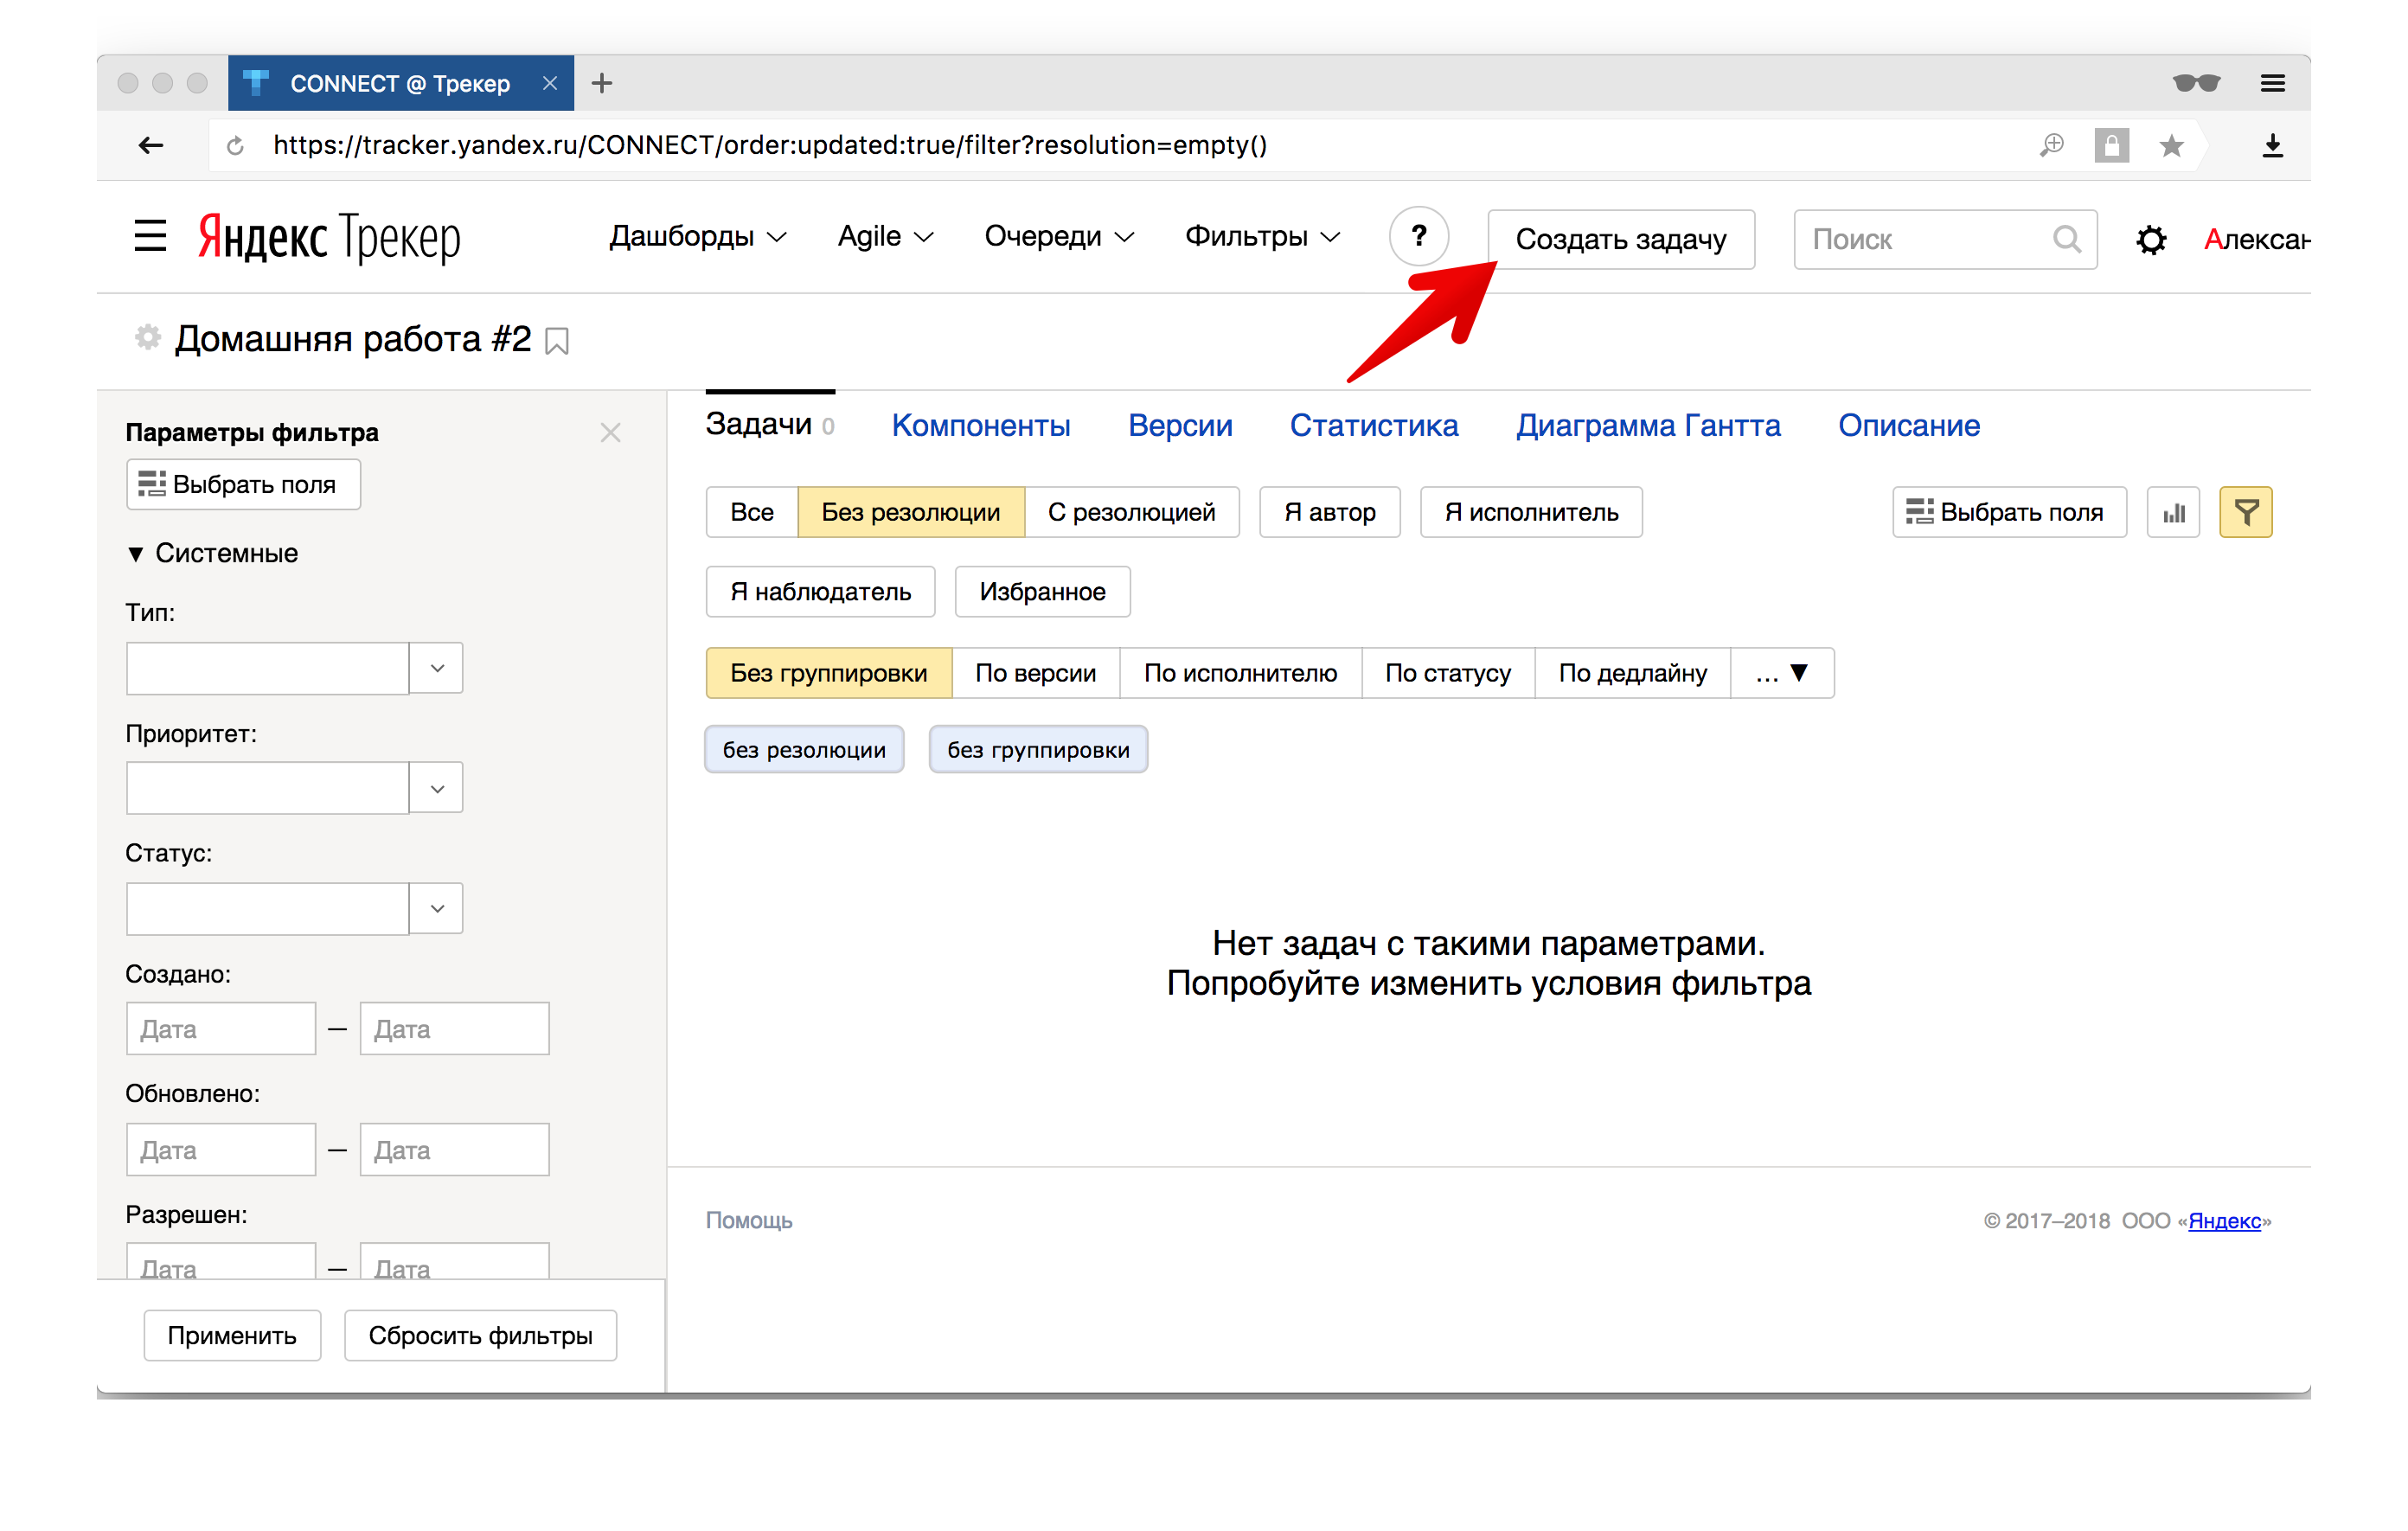 CONNECT @ Трекер
https://tracker.yandex.ru/CONNECT/order:updated:true/filter?resolution=empty()
Яндекс Трекер
Дашборды
Agile
Очереди
Фильтры
?
Создать задачу
Поиск
Алексан
Домашняя работа #2
Параметры фильтра
Выбрать поля
▼ Системные
Тип:
Приоритет:
Статус:
Создано:
Дата — Дата
Обновлено:
Дата — Дата
Разрешен:
Дата — Дата
Применить
Сбросить фильтры
Задачи 0
Компоненты
Версии
Статистика
Диаграмма Гантта
Описание
Все
Без резолюции
С резолюцией
Я автор
Я исполнитель
Выбрать поля
Я наблюдатель
Избранное
Без группировки
По версии
По исполнителю
По статусу
По дедлайну
... ▼
без резолюции
без группировки
Нет задач с такими параметрами.
Попробуйте изменить условия фильтра
Помощь
© 2017–2018 ООО «Яндекс»